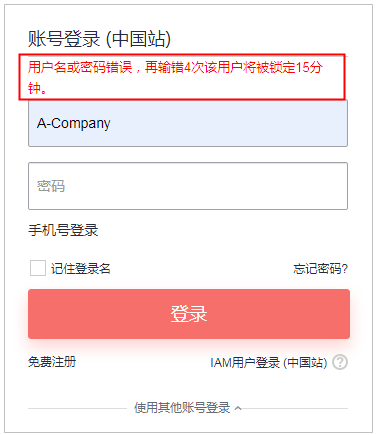 账号登录 (中国站)
用户名或密码错误，再输错4次该用户将被锁定15分
钟。
A-Company
密码
手机号登录
记住登录名 忘记密码?
登录
免费注册 IAM用户登录 (中国站) ?
使用其他账号登录